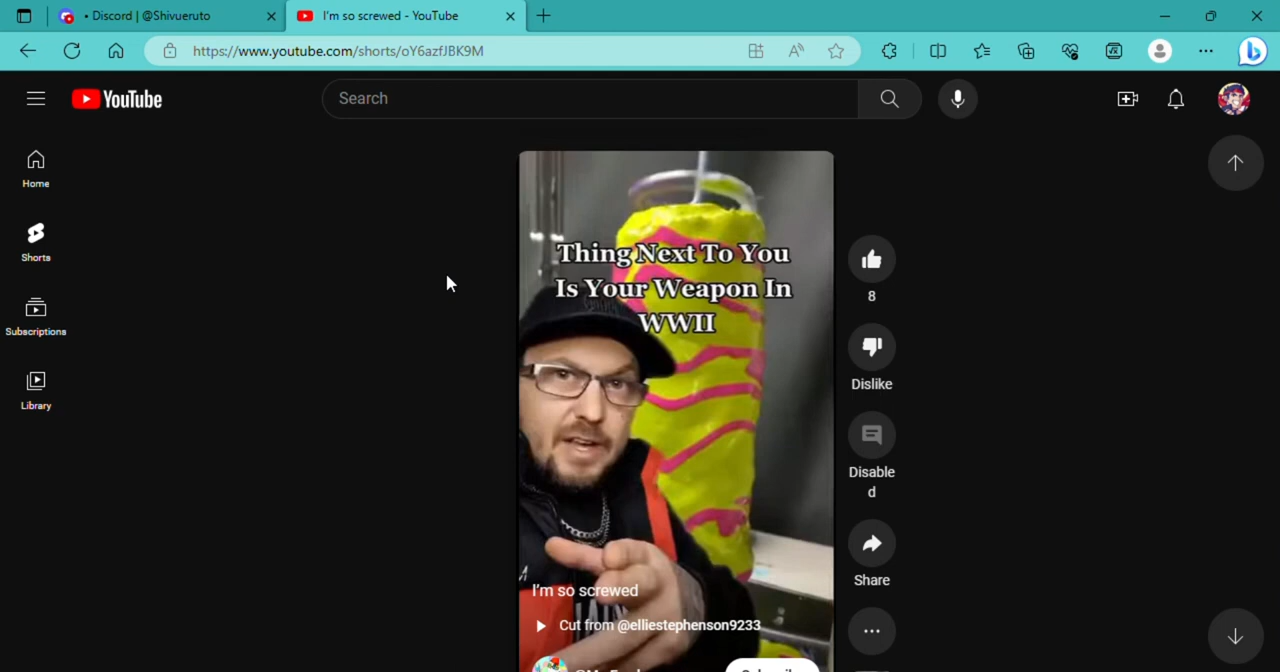 • Discord | @Shivueruto
I'm so screwed - YouTube
https://www.youtube.com/shorts/oY6azfJBK9M
YouTube
Search
Home
Shorts
Subscriptions
Library
Thing Next To You
Is Your Weapon In
WWII
I'm so screwed
Cut from @elliestephenson9233
8
Dislike
Disable
d
Share